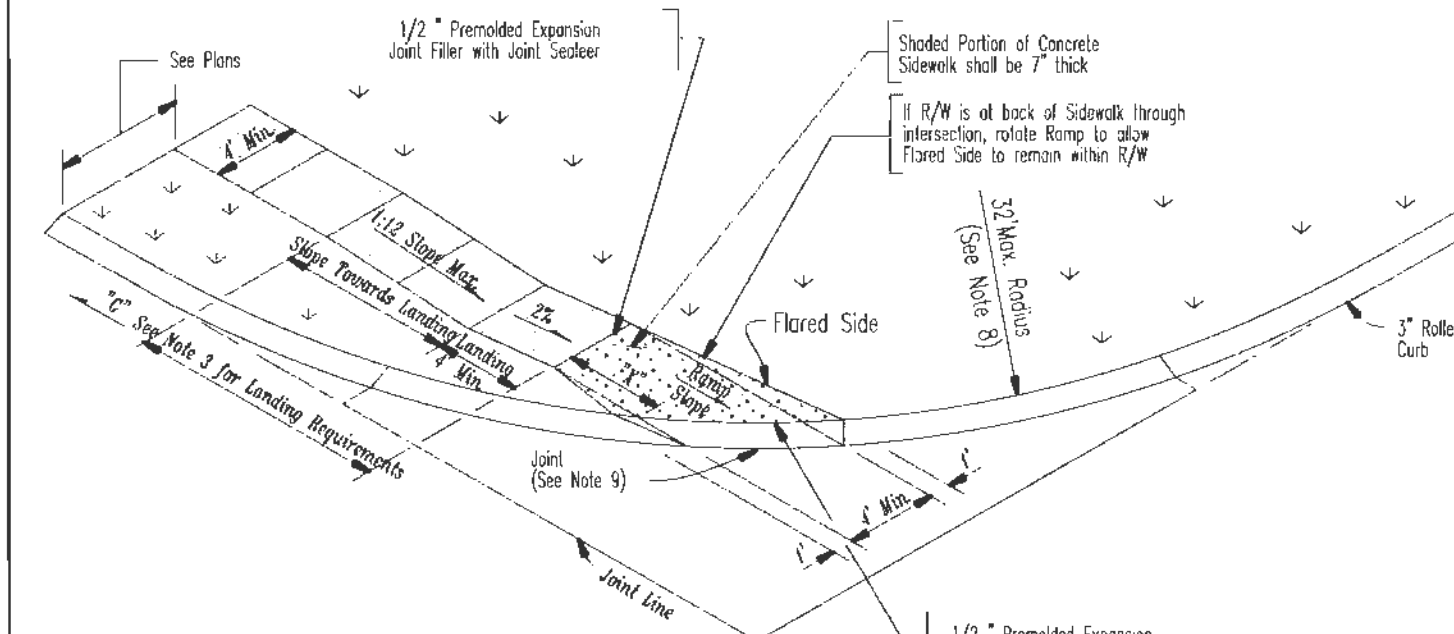 1/2 " Premolded Expansion
Joint Filler with Joint Sealeer
See Plans
Shaded Portion of Concrete
Sidewalk shall be 7" thick
If R/W is at back of Sidewalk through
intersection, rotate Ramp to allow
Flared Side to remain within R/W
4' Min.
1:12 Slope Max.
Slope Towards Landing
Landing
4' Min.
2%
"X"
Ramp
Slope
Flared Side
32' Max. Radius
(See Note 8)
3" Rolle
Curb
"C" See Note 3 for Landing Requirements
Joint
(See Note 9)
1'
4' Min.
1'
Joint Line
1/2 " Premolded Expansion